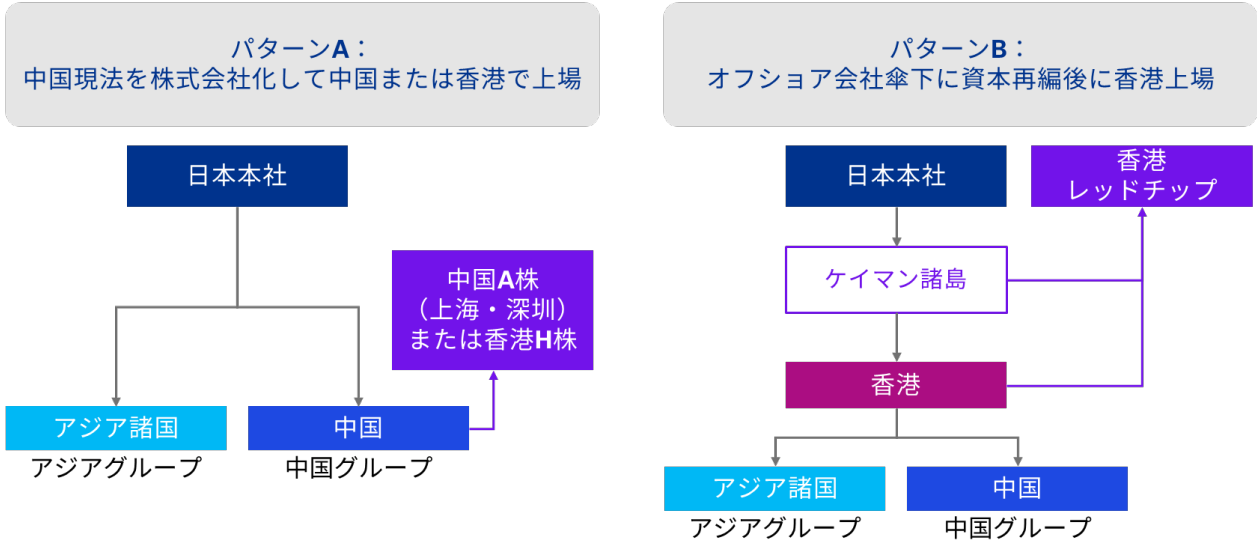 パターンA：
中国現法を株式会社化して中国または香港で上場
日本本社
中国A株
（上海・深圳）
または香港H株
アジア諸国
中国
アジアグループ
中国グループ
パターンB：
オフショア会社傘下に資本再編後に香港上場
日本本社
香港
レッドチップ
ケイマン諸島
香港
アジア諸国
中国
アジアグループ
中国グループ